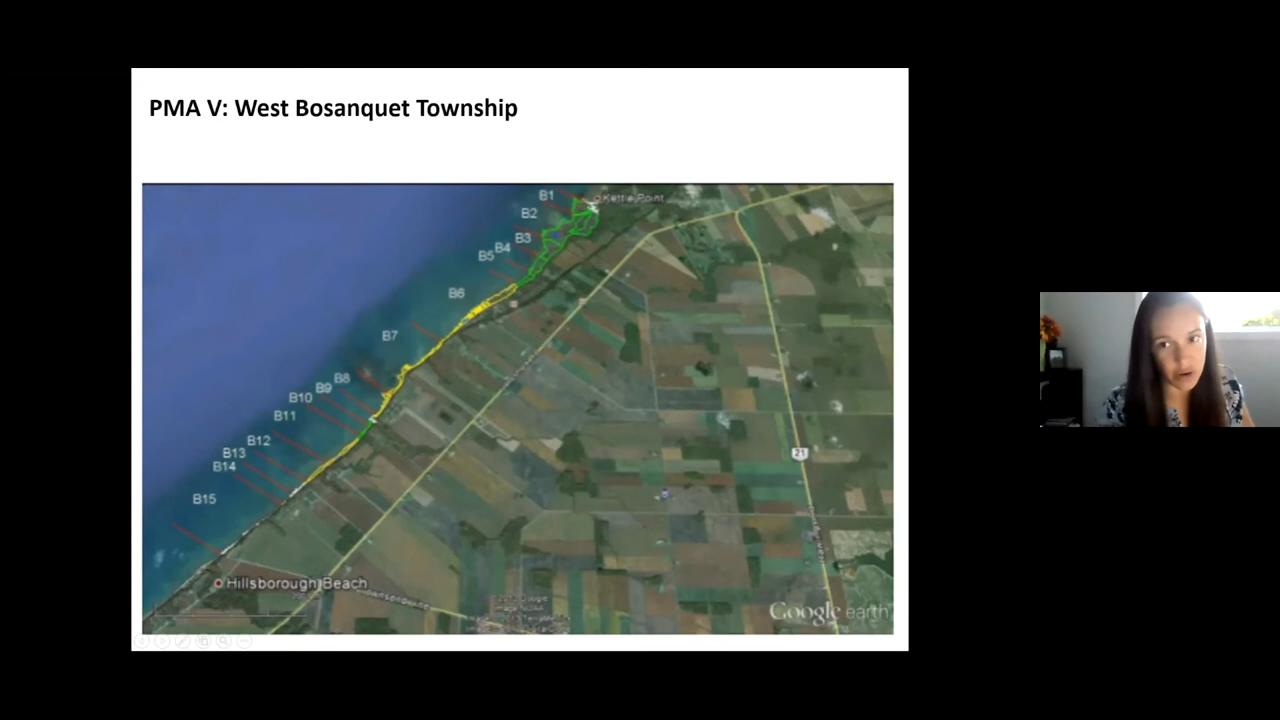 PMA V: West Bosanquet Township
B1
Kettle Point
B2
B3
B4
B5
B6
B7
B8
B9
B10
B11
B12
B13
B14
B15
21
Hillsborough Beach
Google earth